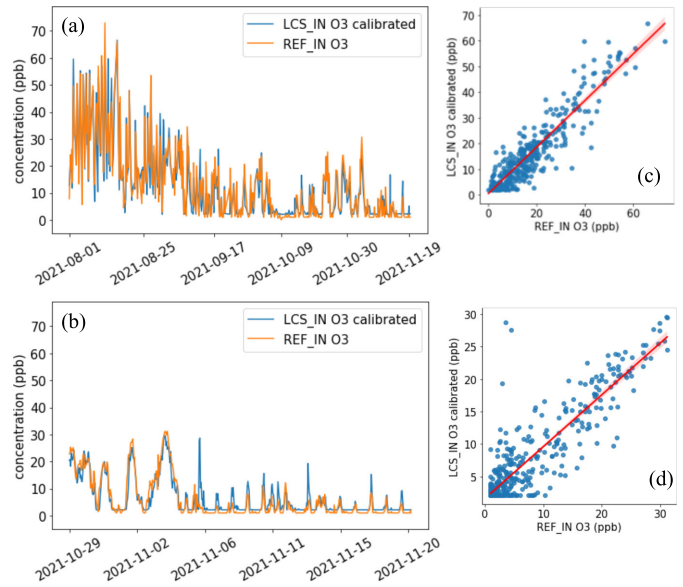 (a)
LCS_IN O3 calibrated
REF_IN O3
concentration (ppb)
70
60
50
40
30
20
10
0
2021-08-01
2021-08-25
2021-09-17
2021-10-09
2021-10-30
2021-11-19
(c)
LCS_IN O3 calibrated (ppb)
70
60
50
40
30
20
10
0
0 20 40 60
REF_IN O3 (ppb)
(b)
LCS_IN O3 calibrated
REF_IN O3
concentration (ppb)
70
60
50
40
30
20
10
0
2021-10-29
2021-11-02
2021-11-06
2021-11-11
2021-11-15
2021-11-20
(d)
LCS_IN O3 calibrated (ppb)
30
25
20
15
10
5
0 10 20 30
REF_IN O3 (ppb)